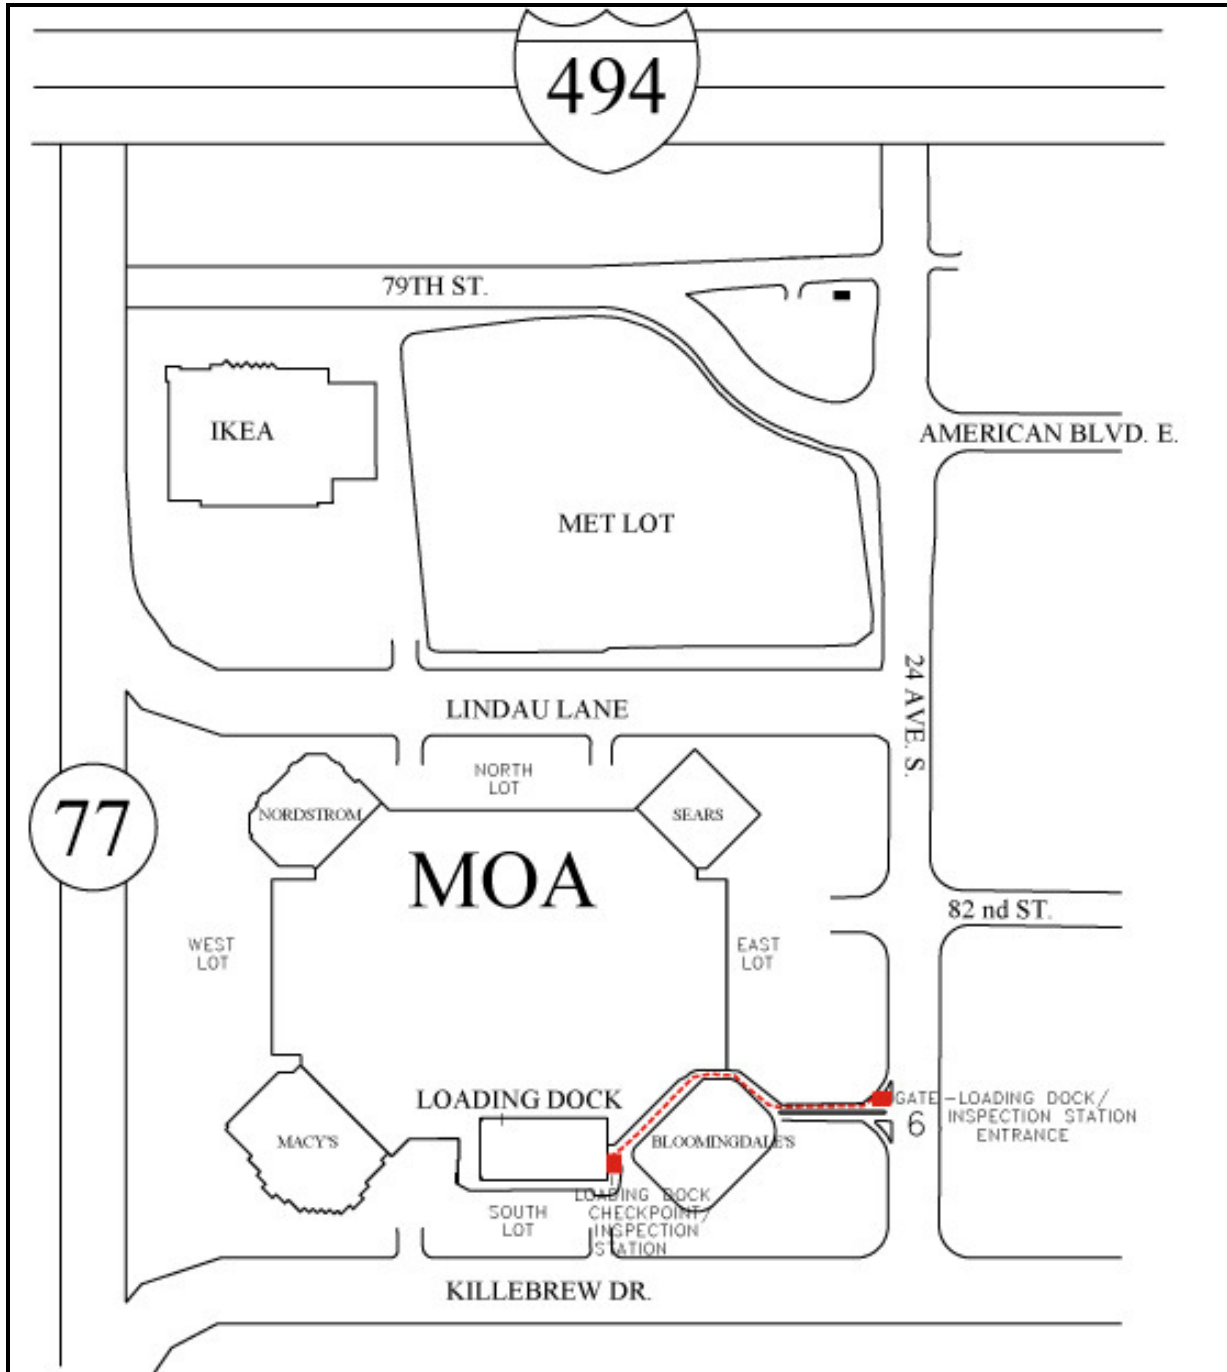 494
79TH ST.
IKEA
AMERICAN BLVD. E.
MET LOT
24 AVE. S.
LINDAU LANE
NORTH
LOT
77
NORDSTROM
SEARS
MOA
82 nd ST.
WEST
LOT
EAST
LOT
LOADING DOCK
GATE -LOADING DOCK/
6 INSPECTION STATION
ENTRANCE
MACY'S
BLOOMINGDALE'S
SOUTH
LOT
LOADING DOCK
CHECKPOINT/
INSPECTION
STATION
KILLEBREW DR.